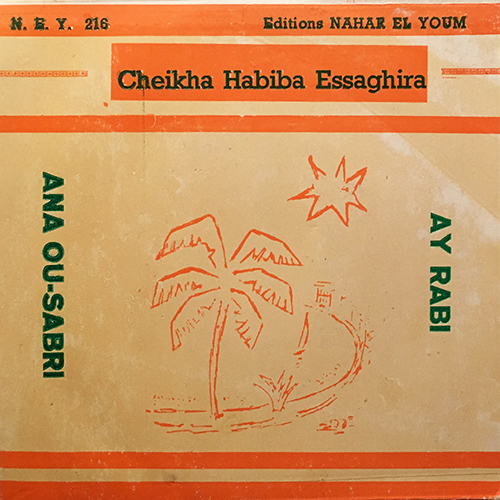 N. E. Y. 216
Editions NAHAR EL YOUM
Cheikha Habiba Essaghira
ANA OU-SABRI
AY RABI